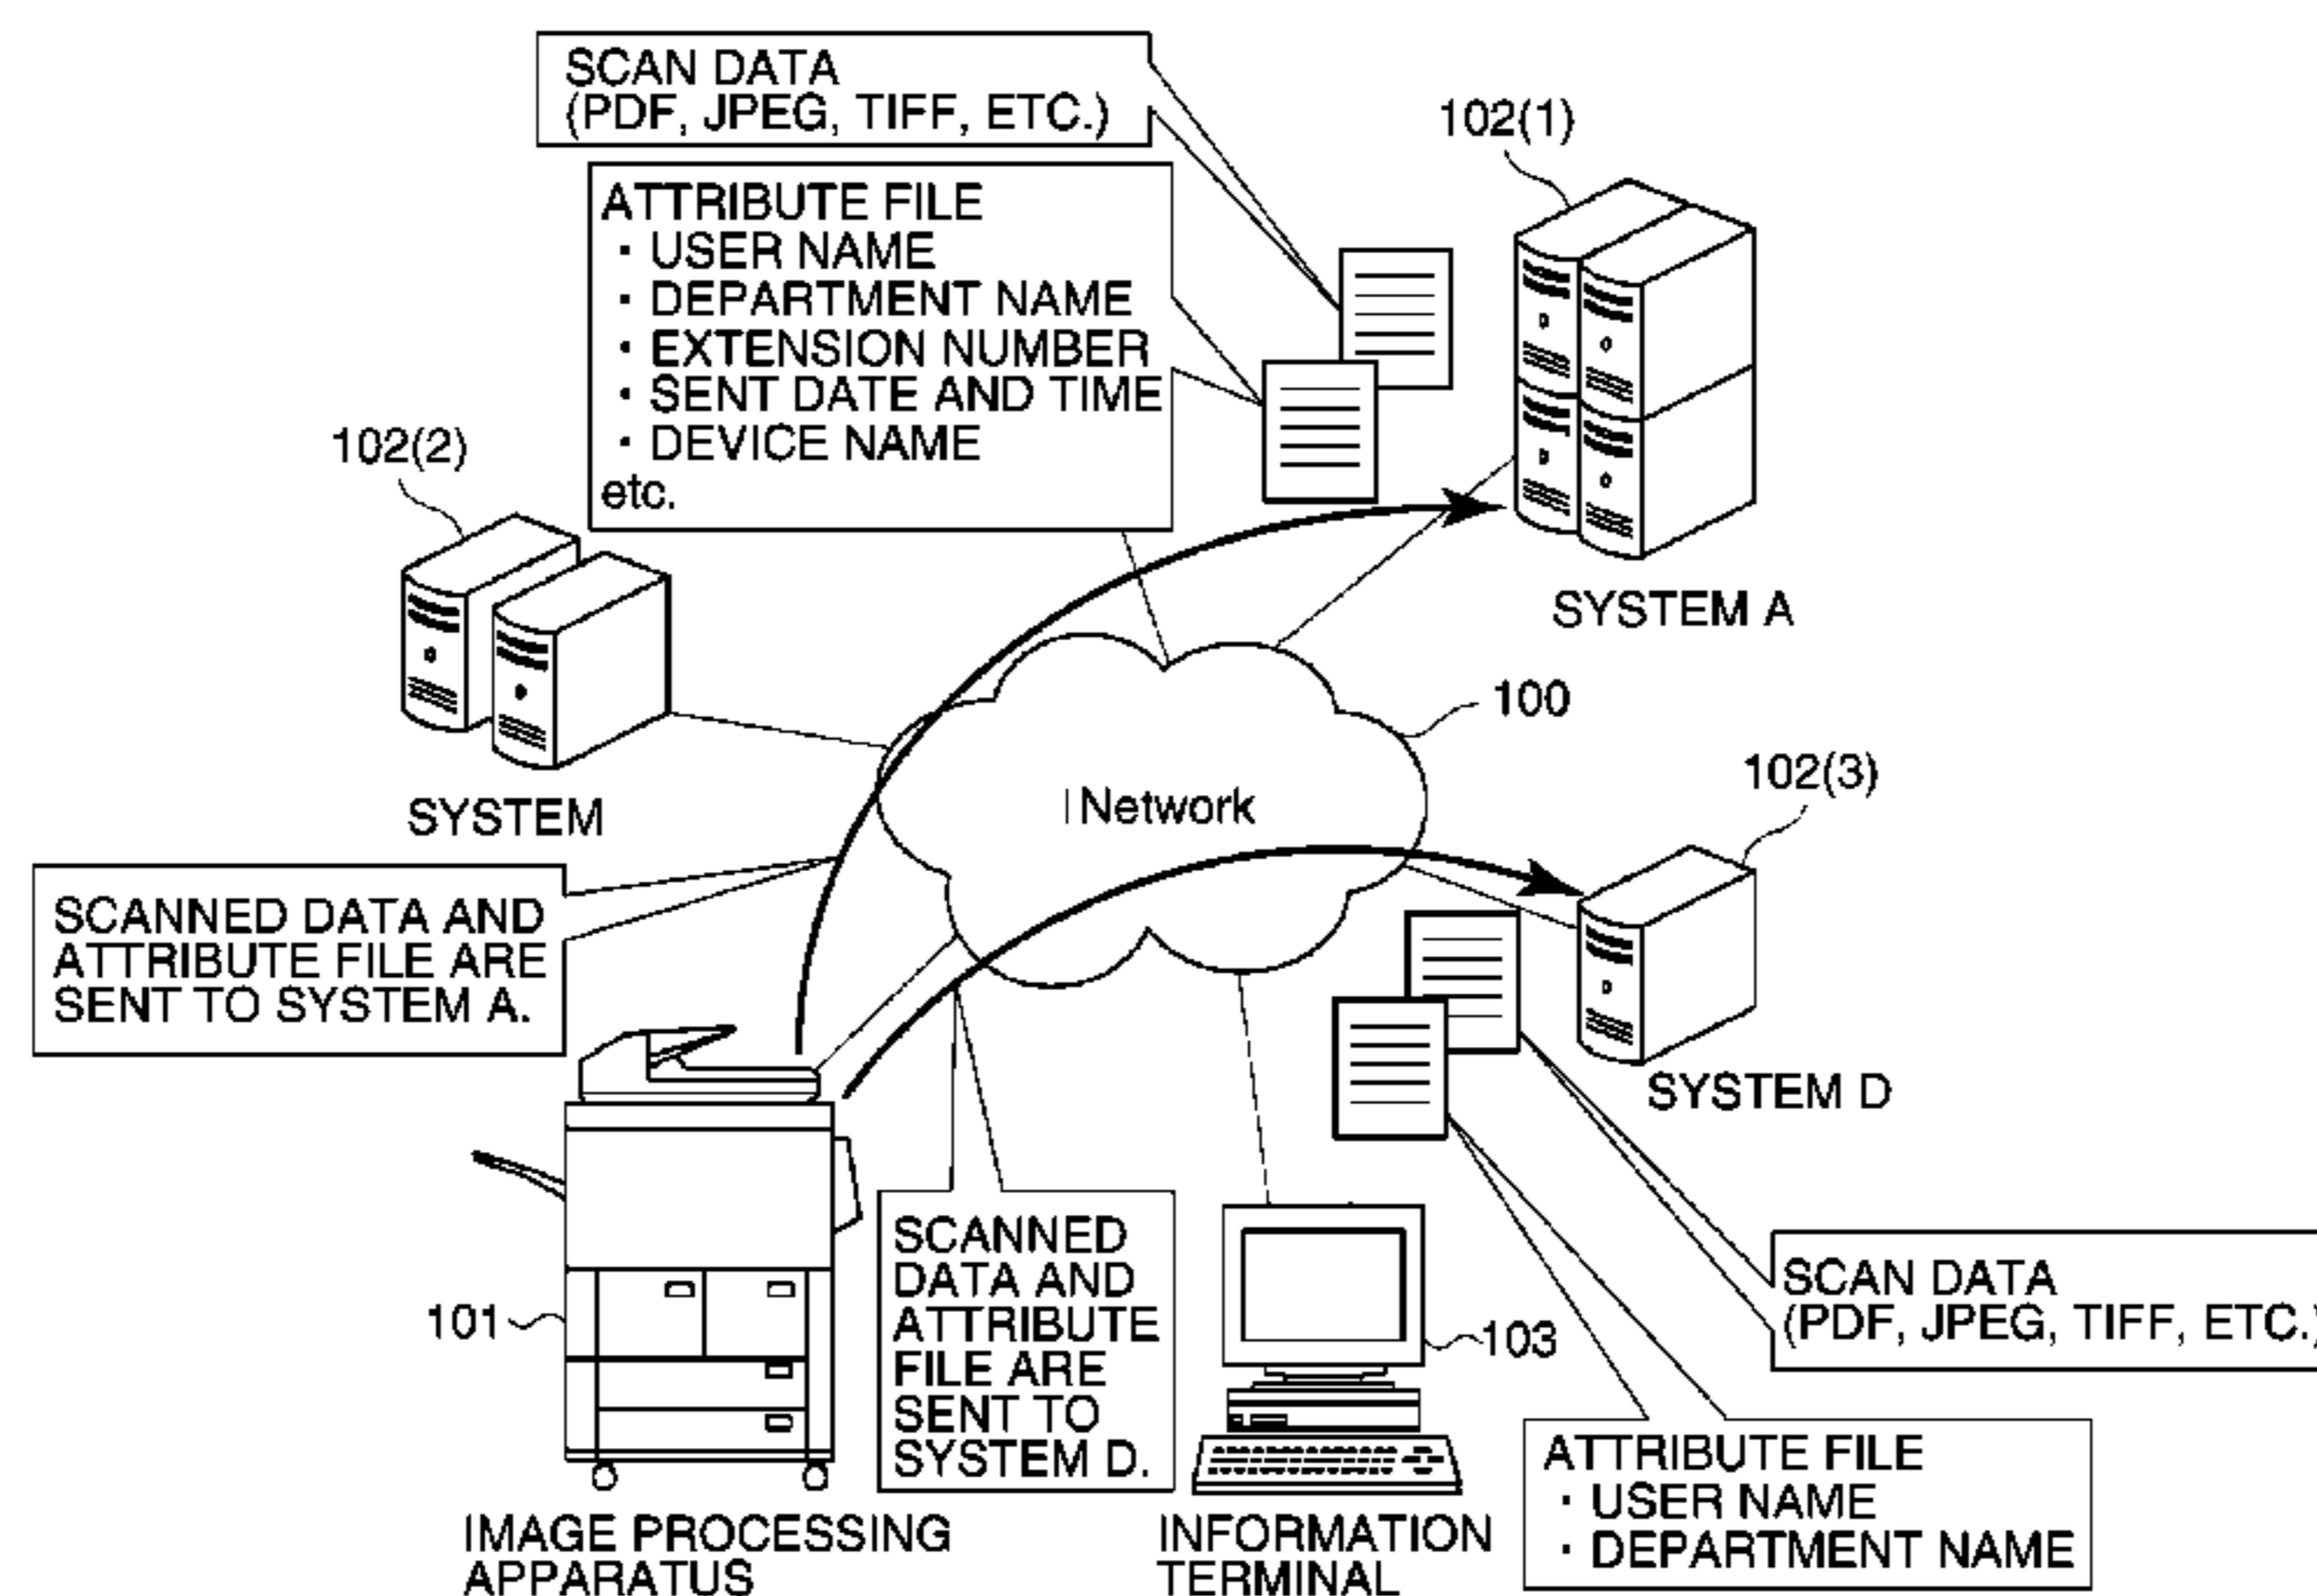 SCAN DATA
(PDF, JPEG, TIFF, ETC.)
102(1)
ATTRIBUTE FILE
· USER NAME
· DEPARTMENT NAME
· EXTENSION NUMBER
· SENT DATE AND TIME
· DEVICE NAME
etc.
102(2)
SYSTEM A
SYSTEM
100
Network
102(3)
SCANNED DATA AND
ATTRIBUTE FILE ARE
SENT TO SYSTEM A.
SYSTEM D
101
SCANNED
DATA AND
ATTRIBUTE
FILE ARE
SENT TO
SYSTEM D.
103
SCAN DATA
(PDF, JPEG, TIFF, ETC.)
ATTRIBUTE FILE
· USER NAME
· DEPARTMENT NAME
IMAGE PROCESSING
APPARATUS
INFORMATION
TERMINAL